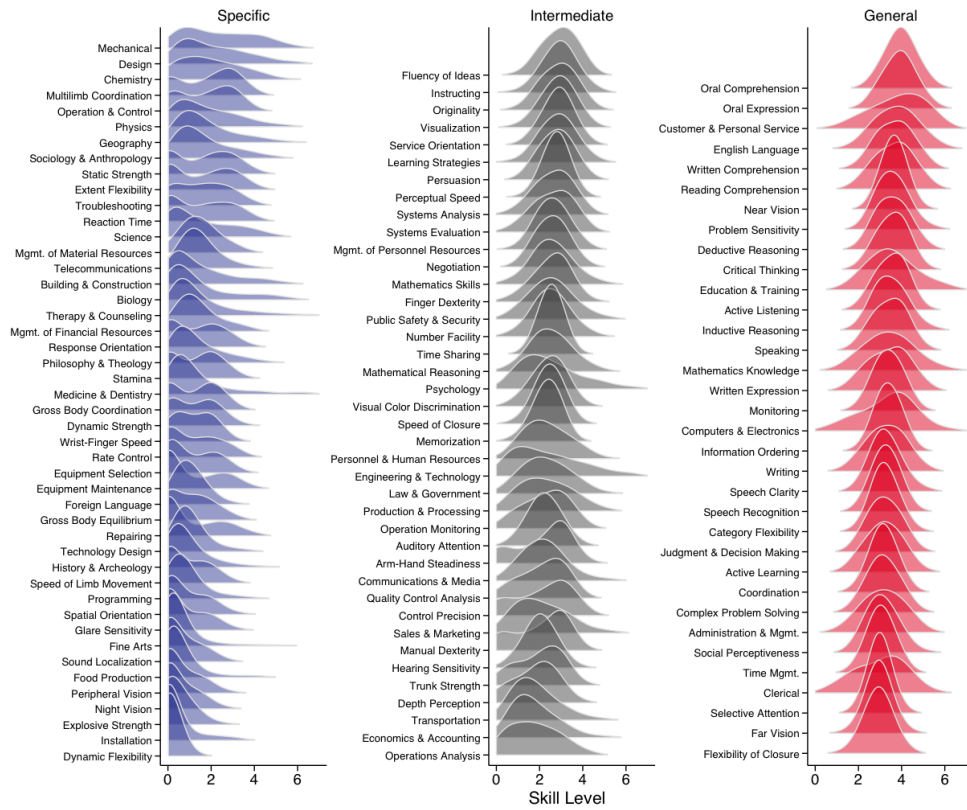 Specific
Mechanical
Design
Chemistry
Multilimb Coordination
Operation & Control
Physics
Geography
Sociology & Anthropology
Static Strength
Extent Flexibility
Troubleshooting
Reaction Time
Science
Mgmt. of Material Resources
Telecommunications
Building & Construction
Biology
Therapy & Counseling
Mgmt. of Financial Resources
Response Orientation
Philosophy & Theology
Stamina
Medicine & Dentistry
Gross Body Coordination
Dynamic Strength
Wrist-Finger Speed
Rate Control
Equipment Selection
Equipment Maintenance
Foreign Language
Gross Body Equilibrium
Repairing
Technology Design
History & Archeology
Speed of Limb Movement
Programming
Spatial Orientation
Glare Sensitivity
Fine Arts
Sound Localization
Food Production
Peripheral Vision
Night Vision
Explosive Strength
Installation
Dynamic Flexibility
0 2 4 6
Intermediate
Fluency of Ideas
Instructing
Originality
Visualization
Service Orientation
Learning Strategies
Persuasion
Perceptual Speed
Systems Analysis
Systems Evaluation
Mgmt. of Personnel Resources
Negotiation
Mathematics Skills
Finger Dexterity
Public Safety & Security
Number Facility
Time Sharing
Mathematical Reasoning
Psychology
Visual Color Discrimination
Speed of Closure
Memorization
Personnel & Human Resources
Engineering & Technology
Law & Government
Production & Processing
Operation Monitoring
Auditory Attention
Arm-Hand Steadiness
Communications & Media
Quality Control Analysis
Control Precision
Sales & Marketing
Manual Dexterity
Hearing Sensitivity
Trunk Strength
Depth Perception
Transportation
Economics & Accounting
Operations Analysis
0 2 4 6
Skill Level
General
Oral Comprehension
Oral Expression
Customer & Personal Service
English Language
Written Comprehension
Reading Comprehension
Near Vision
Problem Sensitivity
Deductive Reasoning
Critical Thinking
Education & Training
Active Listening
Inductive Reasoning
Speaking
Mathematics Knowledge
Written Expression
Monitoring
Computers & Electronics
Information Ordering
Writing
Speech Clarity
Speech Recognition
Category Flexibility
Judgment & Decision Making
Active Learning
Coordination
Complex Problem Solving
Administration & Mgmt.
Social Perceptiveness
Time Mgmt.
Clerical
Selective Attention
Far Vision
Flexibility of Closure
0 2 4 6